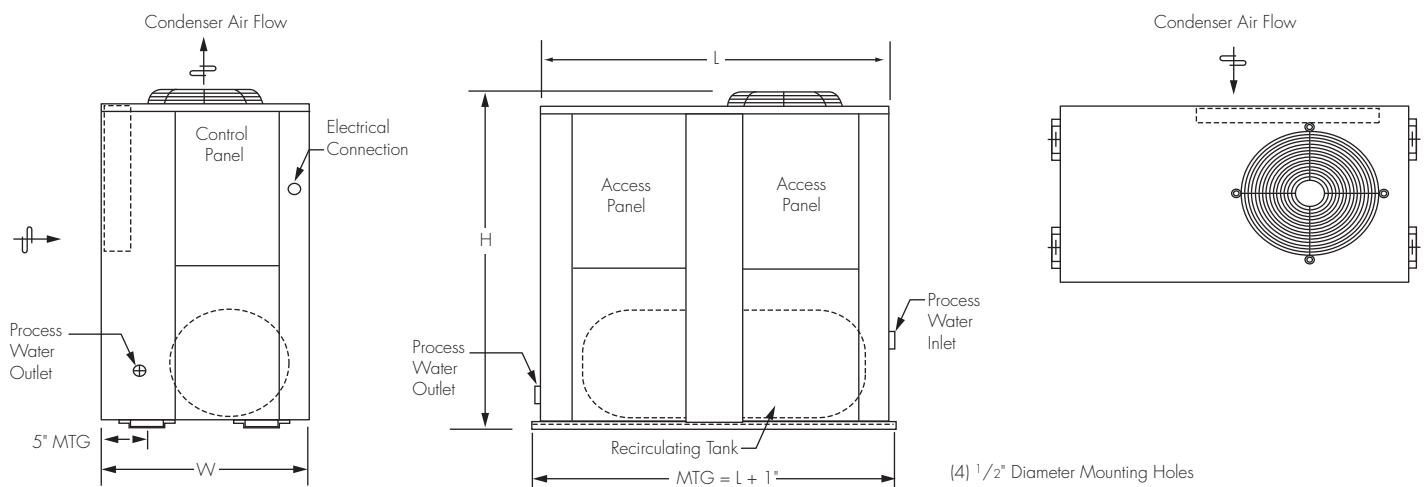 Condenser Air Flow
Control
Panel
Electrical
Connection
Process
Water
Outlet
5" MTG
W
L
H
Access
Panel
Access
Panel
Process
Water
Inlet
Process
Water
Outlet
Recirculating Tank
MTG = L + 1"
Condenser Air Flow
(4) 1/2" Diameter Mounting Holes